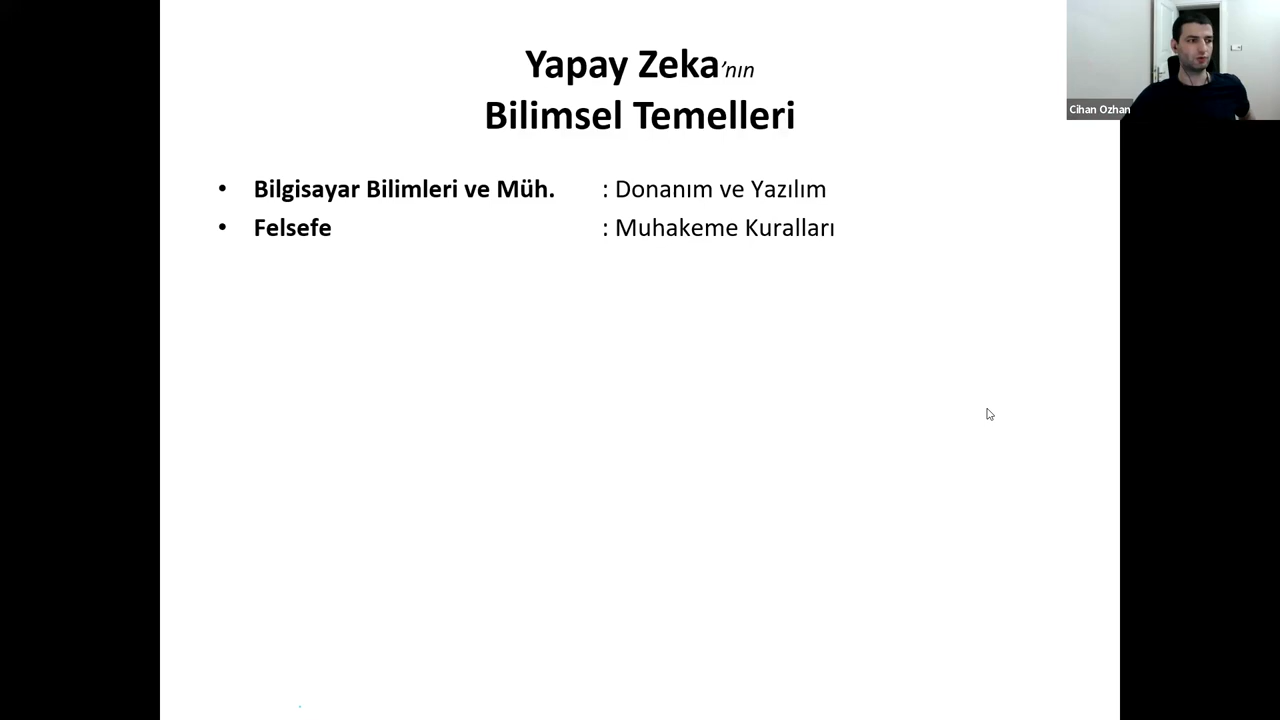 Yapay Zeka'nın
Bilimsel Temelleri
Cihan Ozhan
• Bilgisayar Bilimleri ve Müh. : Donanım ve Yazılım
• Felsefe : Muhakeme Kuralları